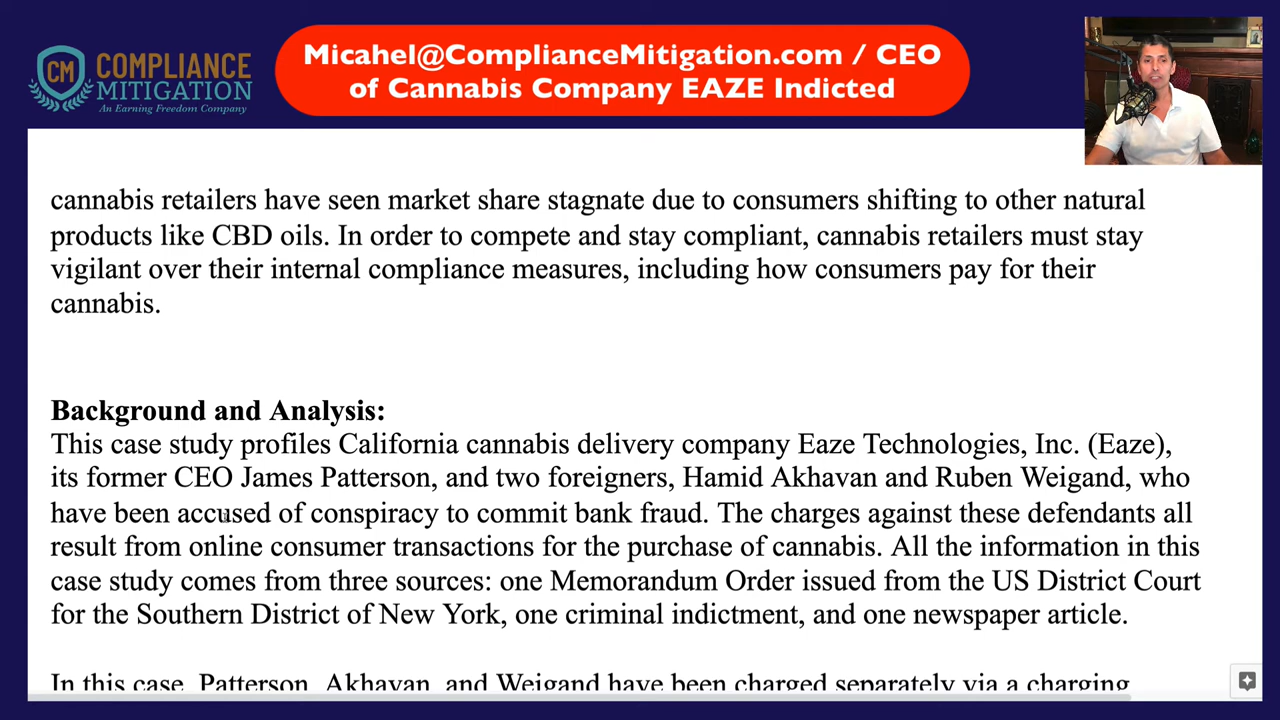 CM
COMPLIANCE
MITIGATION
An Earning Freedom Company
Micahel@ComplianceMitigation.com / CEO
of Cannabis Company EAZE Indicted
cannabis retailers have seen market share stagnate due to consumers shifting to other natural
products like CBD oils. In order to compete and stay compliant, cannabis retailers must stay
vigilant over their internal compliance measures, including how consumers pay for their
cannabis.
Background and Analysis:
This case study profiles California cannabis delivery company Eaze Technologies, Inc. (Eaze),
its former CEO James Patterson, and two foreigners, Hamid Akhavan and Ruben Weigand, who
have been accused of conspiracy to commit bank fraud. The charges against these defendants all
result from online consumer transactions for the purchase of cannabis. All the information in this
case study comes from three sources: one Memorandum Order issued from the US District Court
for the Southern District of New York, one criminal indictment, and one newspaper article.
In this case, Patterson, Akhavan, and Weigand have been charged separately via a charging